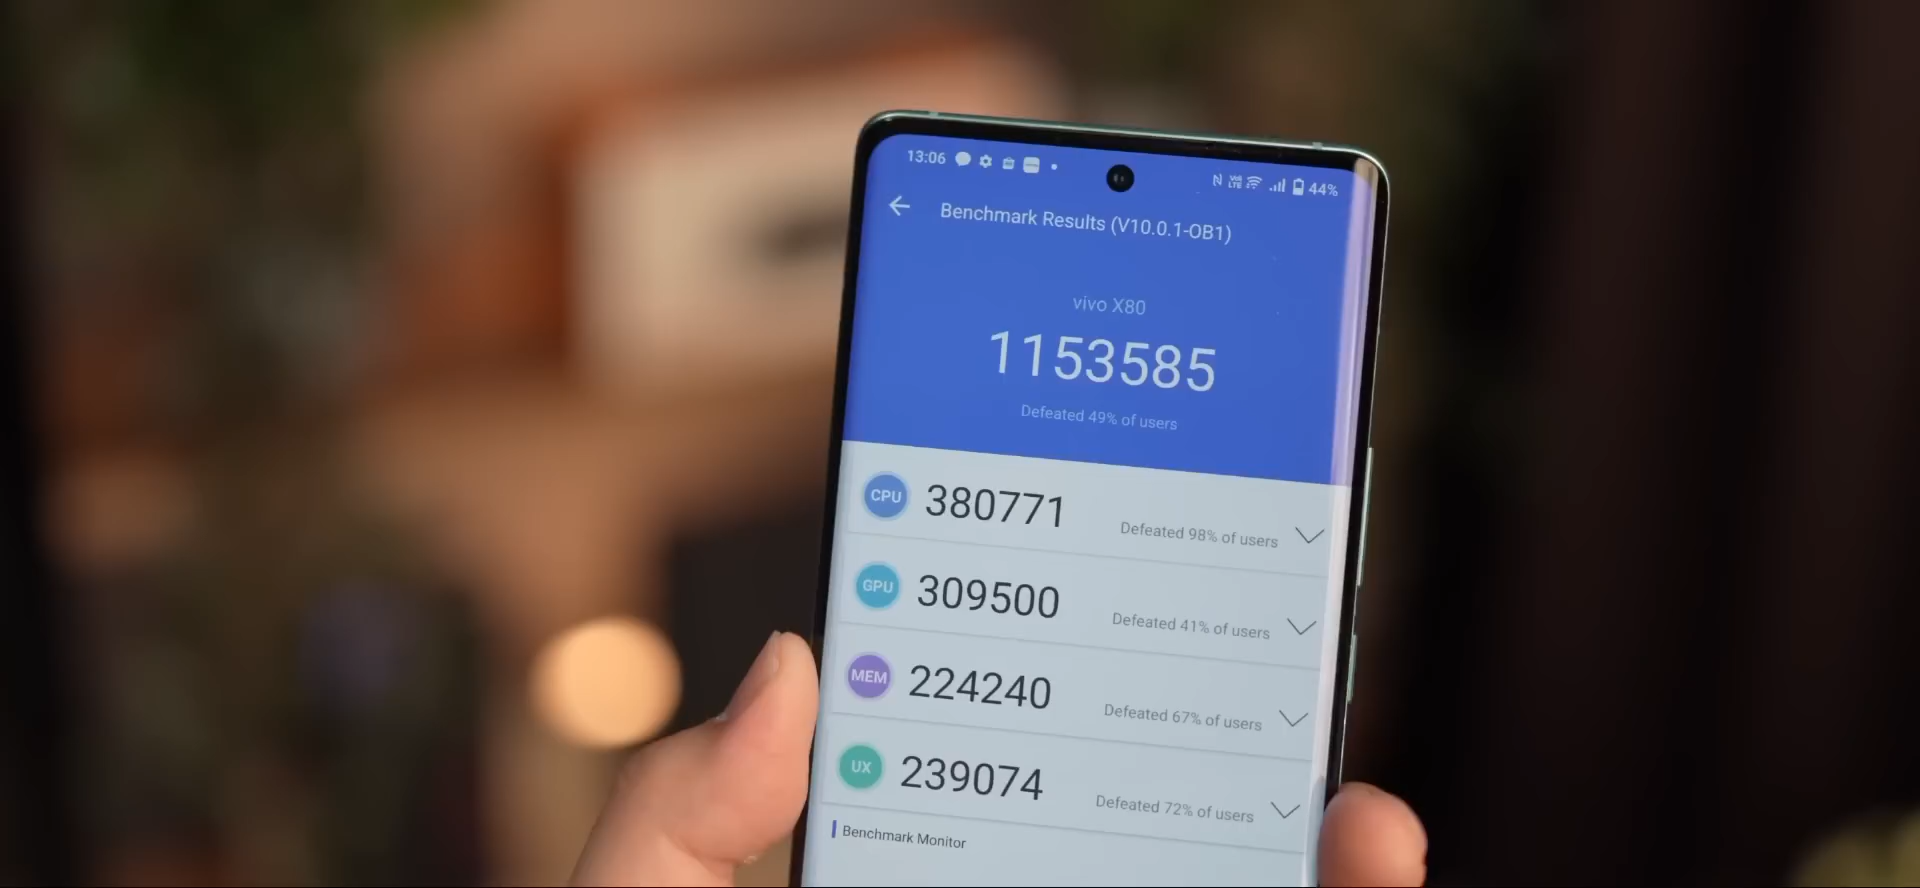 13:06
VoI LTE
44%
Benchmark Results (V10.0.1-OB1)
vivo X80
1153585
Defeated 49% of users
CPU 380771 Defeated 98% of users
GPU 309500 Defeated 41% of users
MEM 224240 Defeated 67% of users
UX 239074 Defeated 72% of users
Benchmark Monitor